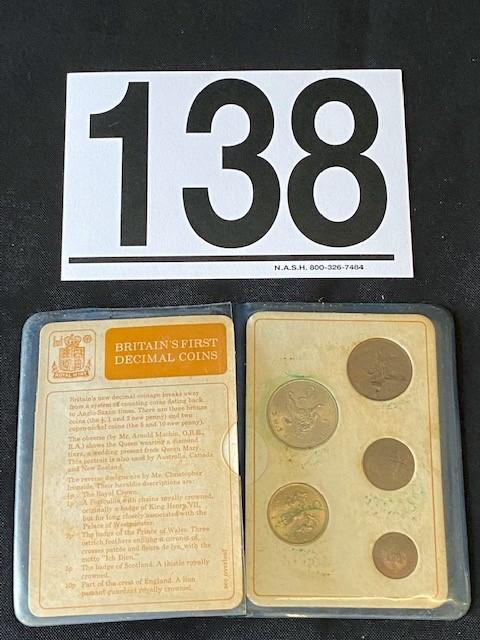 138
N.A.S.H. 800-326-7484
ROYAL MINT
BRITAIN'S FIRST
DECIMAL COINS
Britain's new decimal coinage breaks away
from a system of counting coins dating back
to Anglo-Saxon times. There are three bronze
coins (the ½, 1 and 2 new penny) and two
cupro-nickel coins (the 5 and 10 new penny).
The obverse (by Mr. Arnold Machin, O.B.E.,
R.A.) shows the Queen wearing a diamond
tiara, a wedding present from Queen Mary.
This portrait is also used by Australia, Canada
and New Zealand.
The reverse designs are by Mr. Christopher
Ironside. Their heraldic descriptions are:
½p The Royal Crown.
1p A Portcullis with chains royally crowned,
originally a badge of King Henry VII,
but for long closely associated with the
Palace of Westminster.
2p The badge of the Prince of Wales. Three
ostrich feathers enfiling a coronet of
crosses pattée and fleurs de lys, with the
motto "Ich Dien."
5p The badge of Scotland. A thistle royally
crowned.
10p Part of the crest of England. A lion
passant guardant royally crowned.
see overleaf